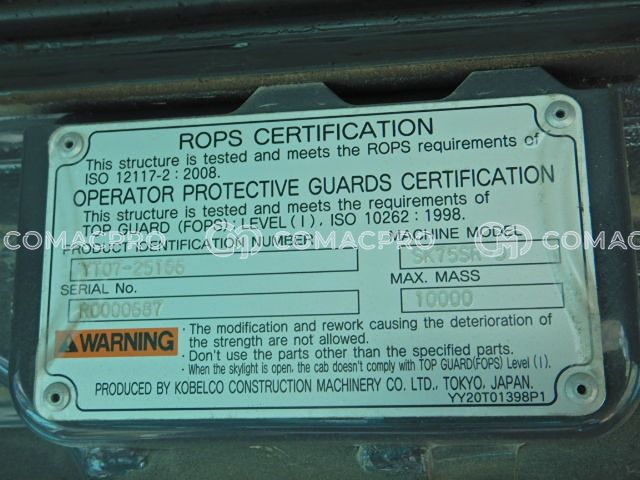 ROPS CERTIFICATION
This structure is tested and meets the ROPS requirements of
ISO 12117-2 : 2008.
OPERATOR PROTECTIVE GUARDS CERTIFICATION
This structure is tested and meets the requirements of
TOP GUARD (FOPS) LEVEL ( I ). ISO 10262 : 1998.
COMACPRO COMACPRO COMACPRO
PRODUCT IDENTIFICATION NUMBER
MACHINE MODEL
YT07-25166
SERIAL No.
MAX. MASS
R0000687
10000
WARNING
· The modification and rework causing the deterioration of
the strength are not allowed.
· Don't use the parts other than the specified parts.
· When the skylight is open, the cab doesn't comply with TOP GUARD(FOPS) Level ( I ).
PRODUCED BY KOBELCO CONSTRUCTION MACHINERY CO. LTD., TOKYO, JAPAN.
YY20T01398P1